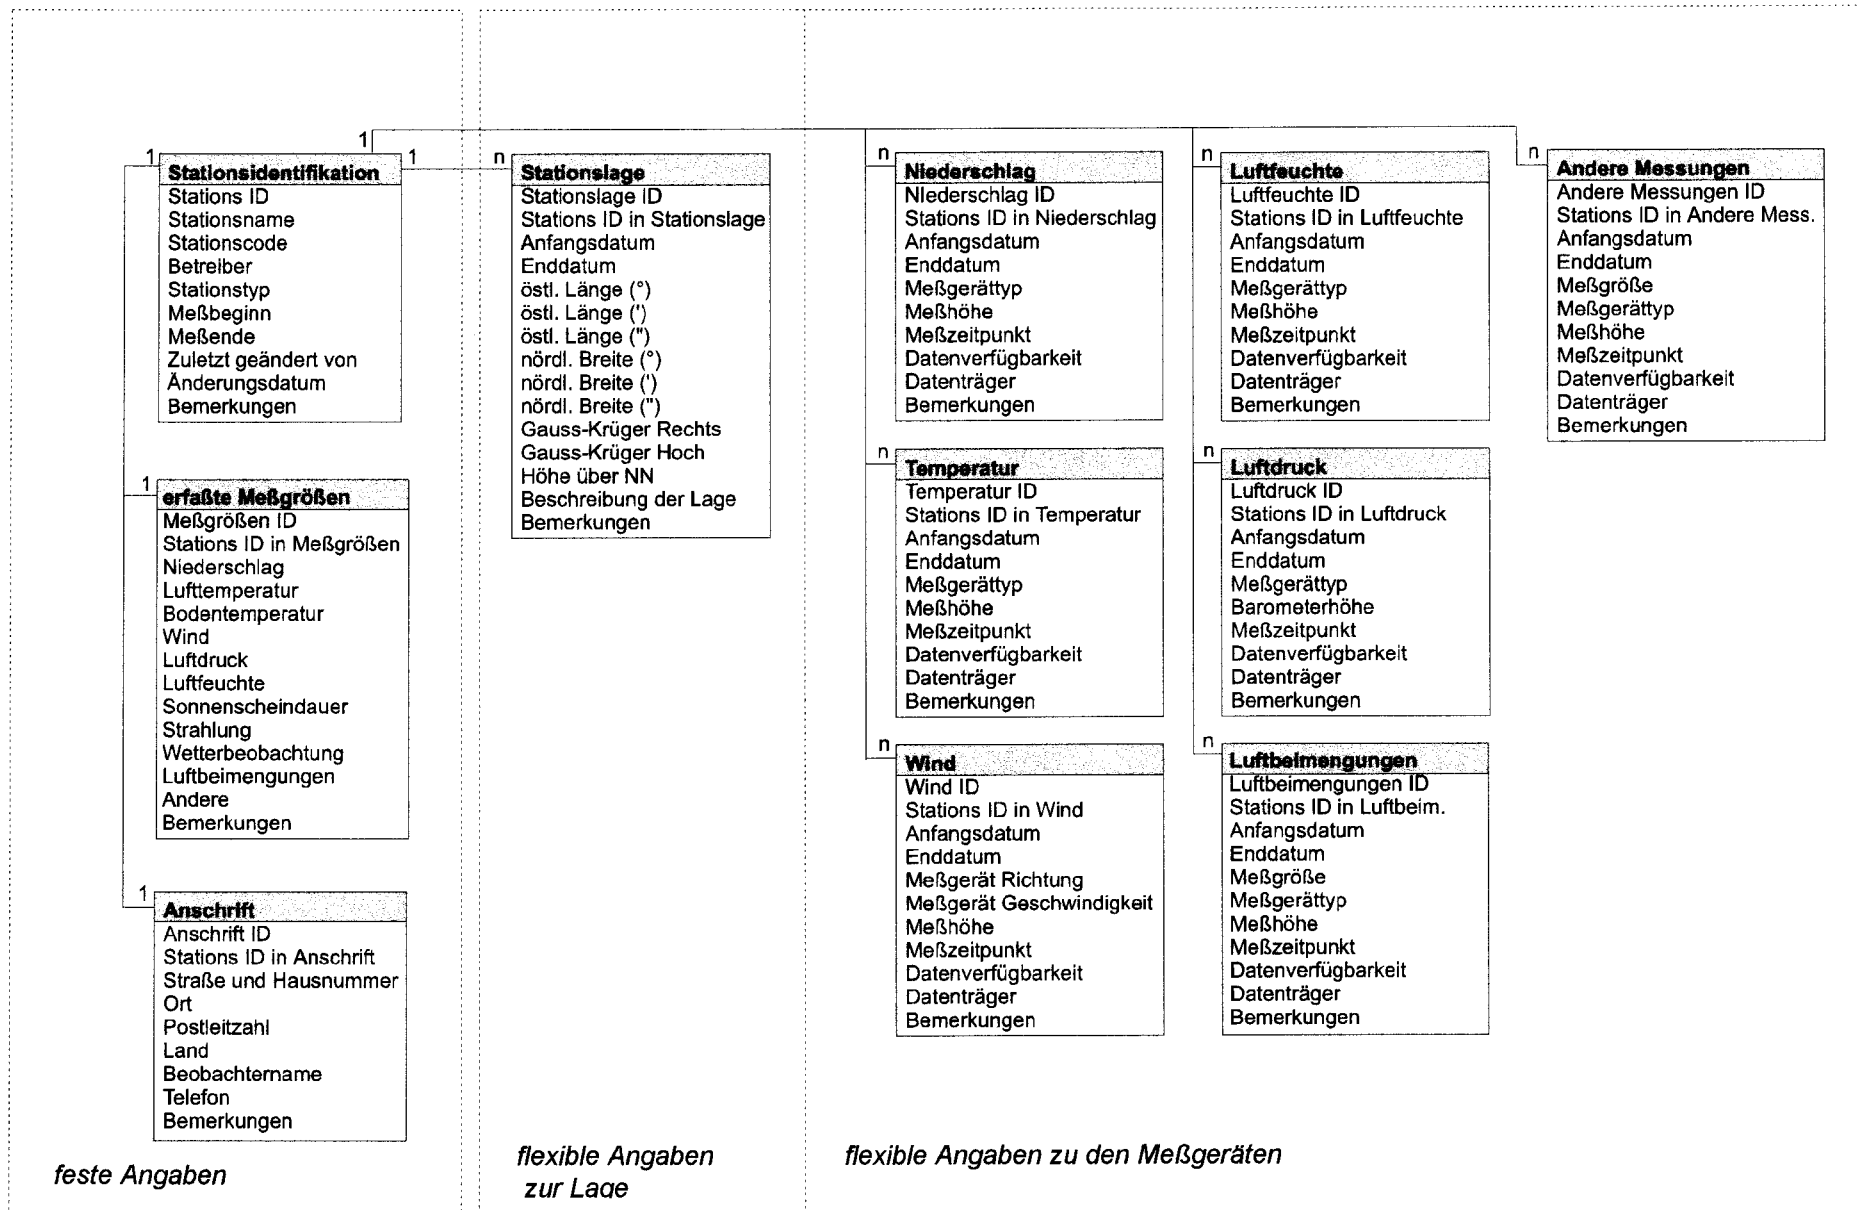 1
1
1
Stationsidentifikation
Stations ID
Stationsname
Stationscode
Betreiber
Stationstyp
Meßbeginn
Meßende
Zuletzt geändert von
Änderungsdatum
Bemerkungen
1
erfaßte Meßgrößen
Meßgrößen ID
Stations ID in Meßgrößen
Niederschlag
Lufttemperatur
Bodentemperatur
Wind
Luftdruck
Luftfeuchte
Sonnenscheindauer
Strahlung
Wetterbeobachtung
Luftbeimengungen
Andere
Bemerkungen
1
Anschrift
Anschrift ID
Stations ID in Anschrift
Straße und Hausnummer
Ort
Postleitzahl
Land
Beobachtername
Telefon
Bemerkungen
feste Angaben
n
Stationslage
Stationslage ID
Stations ID in Stationslage
Anfangsdatum
Enddatum
östl. Länge (°)
östl. Länge (')
östl. Länge (")
nördl. Breite (°)
nördl. Breite (')
nördl. Breite (")
Gauss-Krüger Rechts
Gauss-Krüger Hoch
Höhe über NN
Beschreibung der Lage
Bemerkungen
flexible Angaben
zur Lage
n
Niederschlag
Niederschlag ID
Stations ID in Niederschlag
Anfangsdatum
Enddatum
Meßgerättyp
Meßhöhe
Meßzeitpunkt
Datenverfügbarkeit
Datenträger
Bemerkungen
n
Temperatur
Temperatur ID
Stations ID in Temperatur
Anfangsdatum
Enddatum
Meßgerättyp
Meßhöhe
Meßzeitpunkt
Datenverfügbarkeit
Datenträger
Bemerkungen
n
Wind
Wind ID
Stations ID in Wind
Anfangsdatum
Enddatum
Meßgerät Richtung
Meßgerät Geschwindigkeit
Meßhöhe
Meßzeitpunkt
Datenverfügbarkeit
Datenträger
Bemerkungen
n
Luftfeuchte
Luftfeuchte ID
Stations ID in Luftfeuchte
Anfangsdatum
Enddatum
Meßgerättyp
Meßhöhe
Meßzeitpunkt
Datenverfügbarkeit
Datenträger
Bemerkungen
n
Luftdruck
Luftdruck ID
Stations ID in Luftdruck
Anfangsdatum
Enddatum
Meßgerättyp
Barometerhöhe
Meßzeitpunkt
Datenverfügbarkeit
Datenträger
Bemerkungen
n
Luftbeimengungen
Luftbeimengungen ID
Stations ID in Luftbeim.
Anfangsdatum
Enddatum
Meßgröße
Meßgerättyp
Meßhöhe
Meßzeitpunkt
Datenverfügbarkeit
Datenträger
Bemerkungen
n
Andere Messungen
Andere Messungen ID
Stations ID in Andere Mess.
Anfangsdatum
Enddatum
Meßgröße
Meßgerättyp
Meßhöhe
Meßzeitpunkt
Datenverfügbarkeit
Datenträger
Bemerkungen
flexible Angaben zu den Meßgeräten